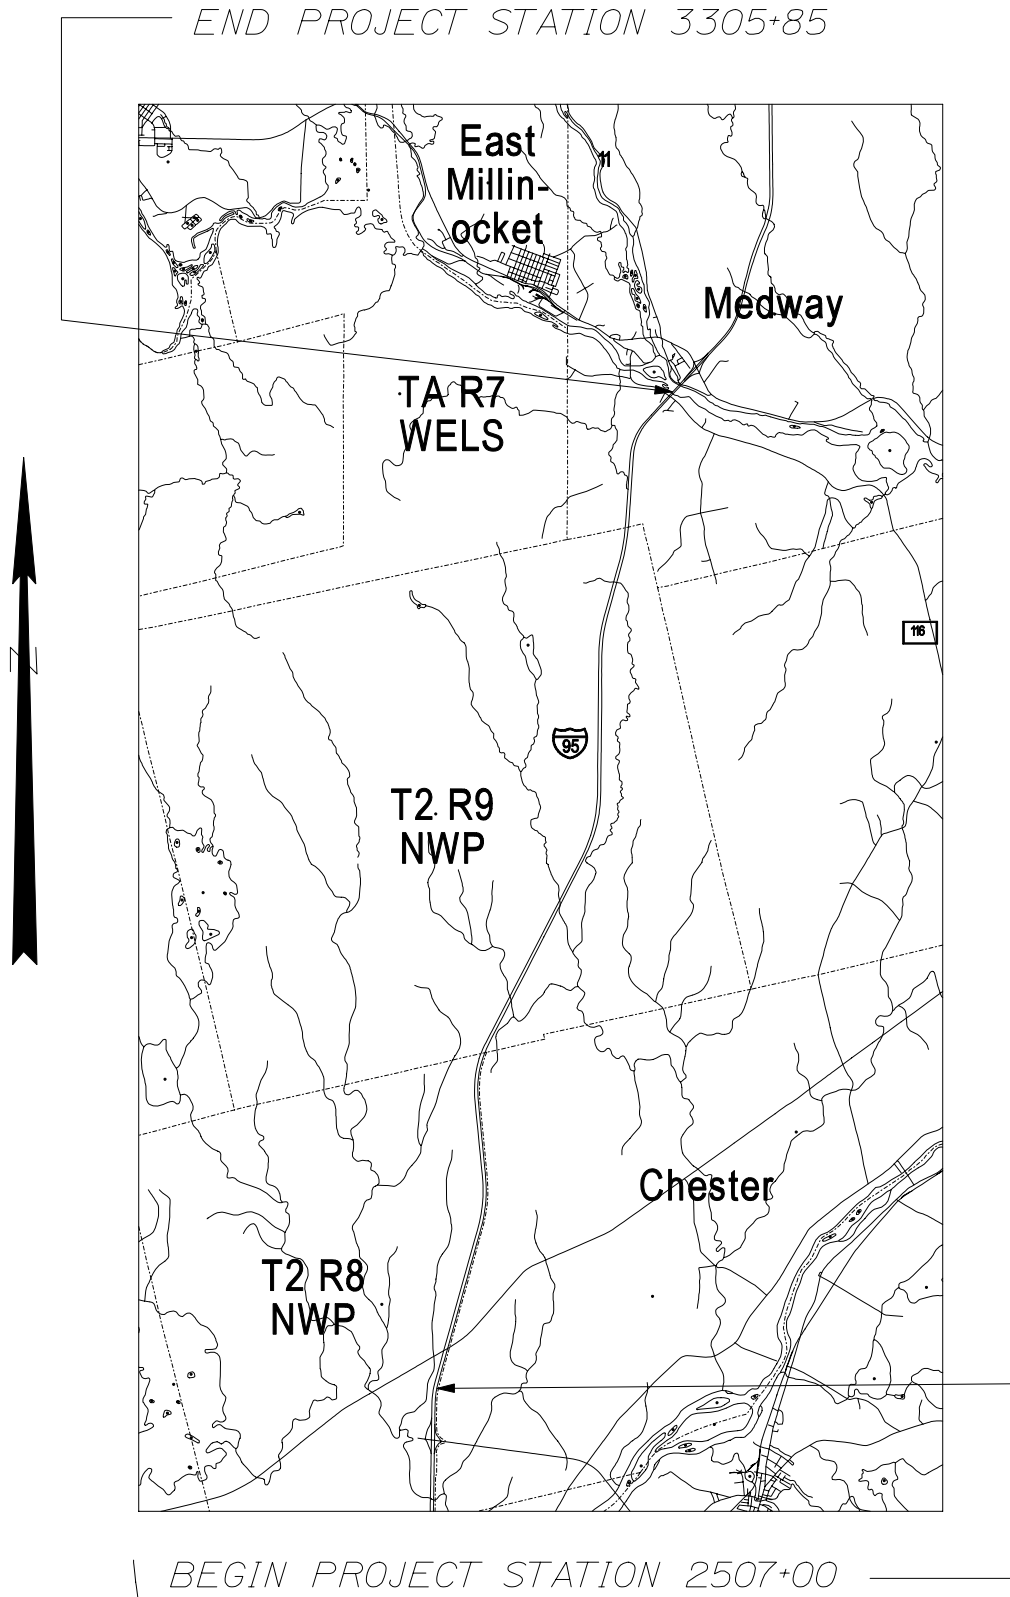 END PROJECT STATION 3305+85
East
Millin-
ocket
11
Medway
TA R7
WELS
116
N
95
T2 R9
NWP
Chester
T2 R8
NWP
BEGIN PROJECT STATION 2507+00